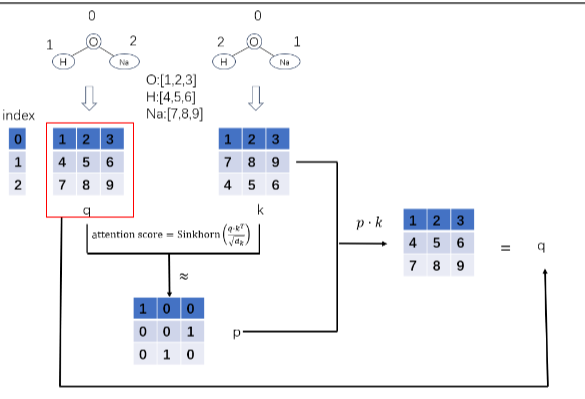 0 0
1 2 2 1
O O
H Na H Na
O:[1,2,3]
H:[4,5,6]
Na:[7,8,9]
index
0 1 2 3 1 2 3
1 4 5 6 7 8 9
2 7 8 9 4 5 6
q k
attention score = Sinkhorn(q·k^T/√d_k)
p · k
1 2 3
4 5 6
7 8 9
= q
≈
1 0 0
0 0 1
0 1 0
p